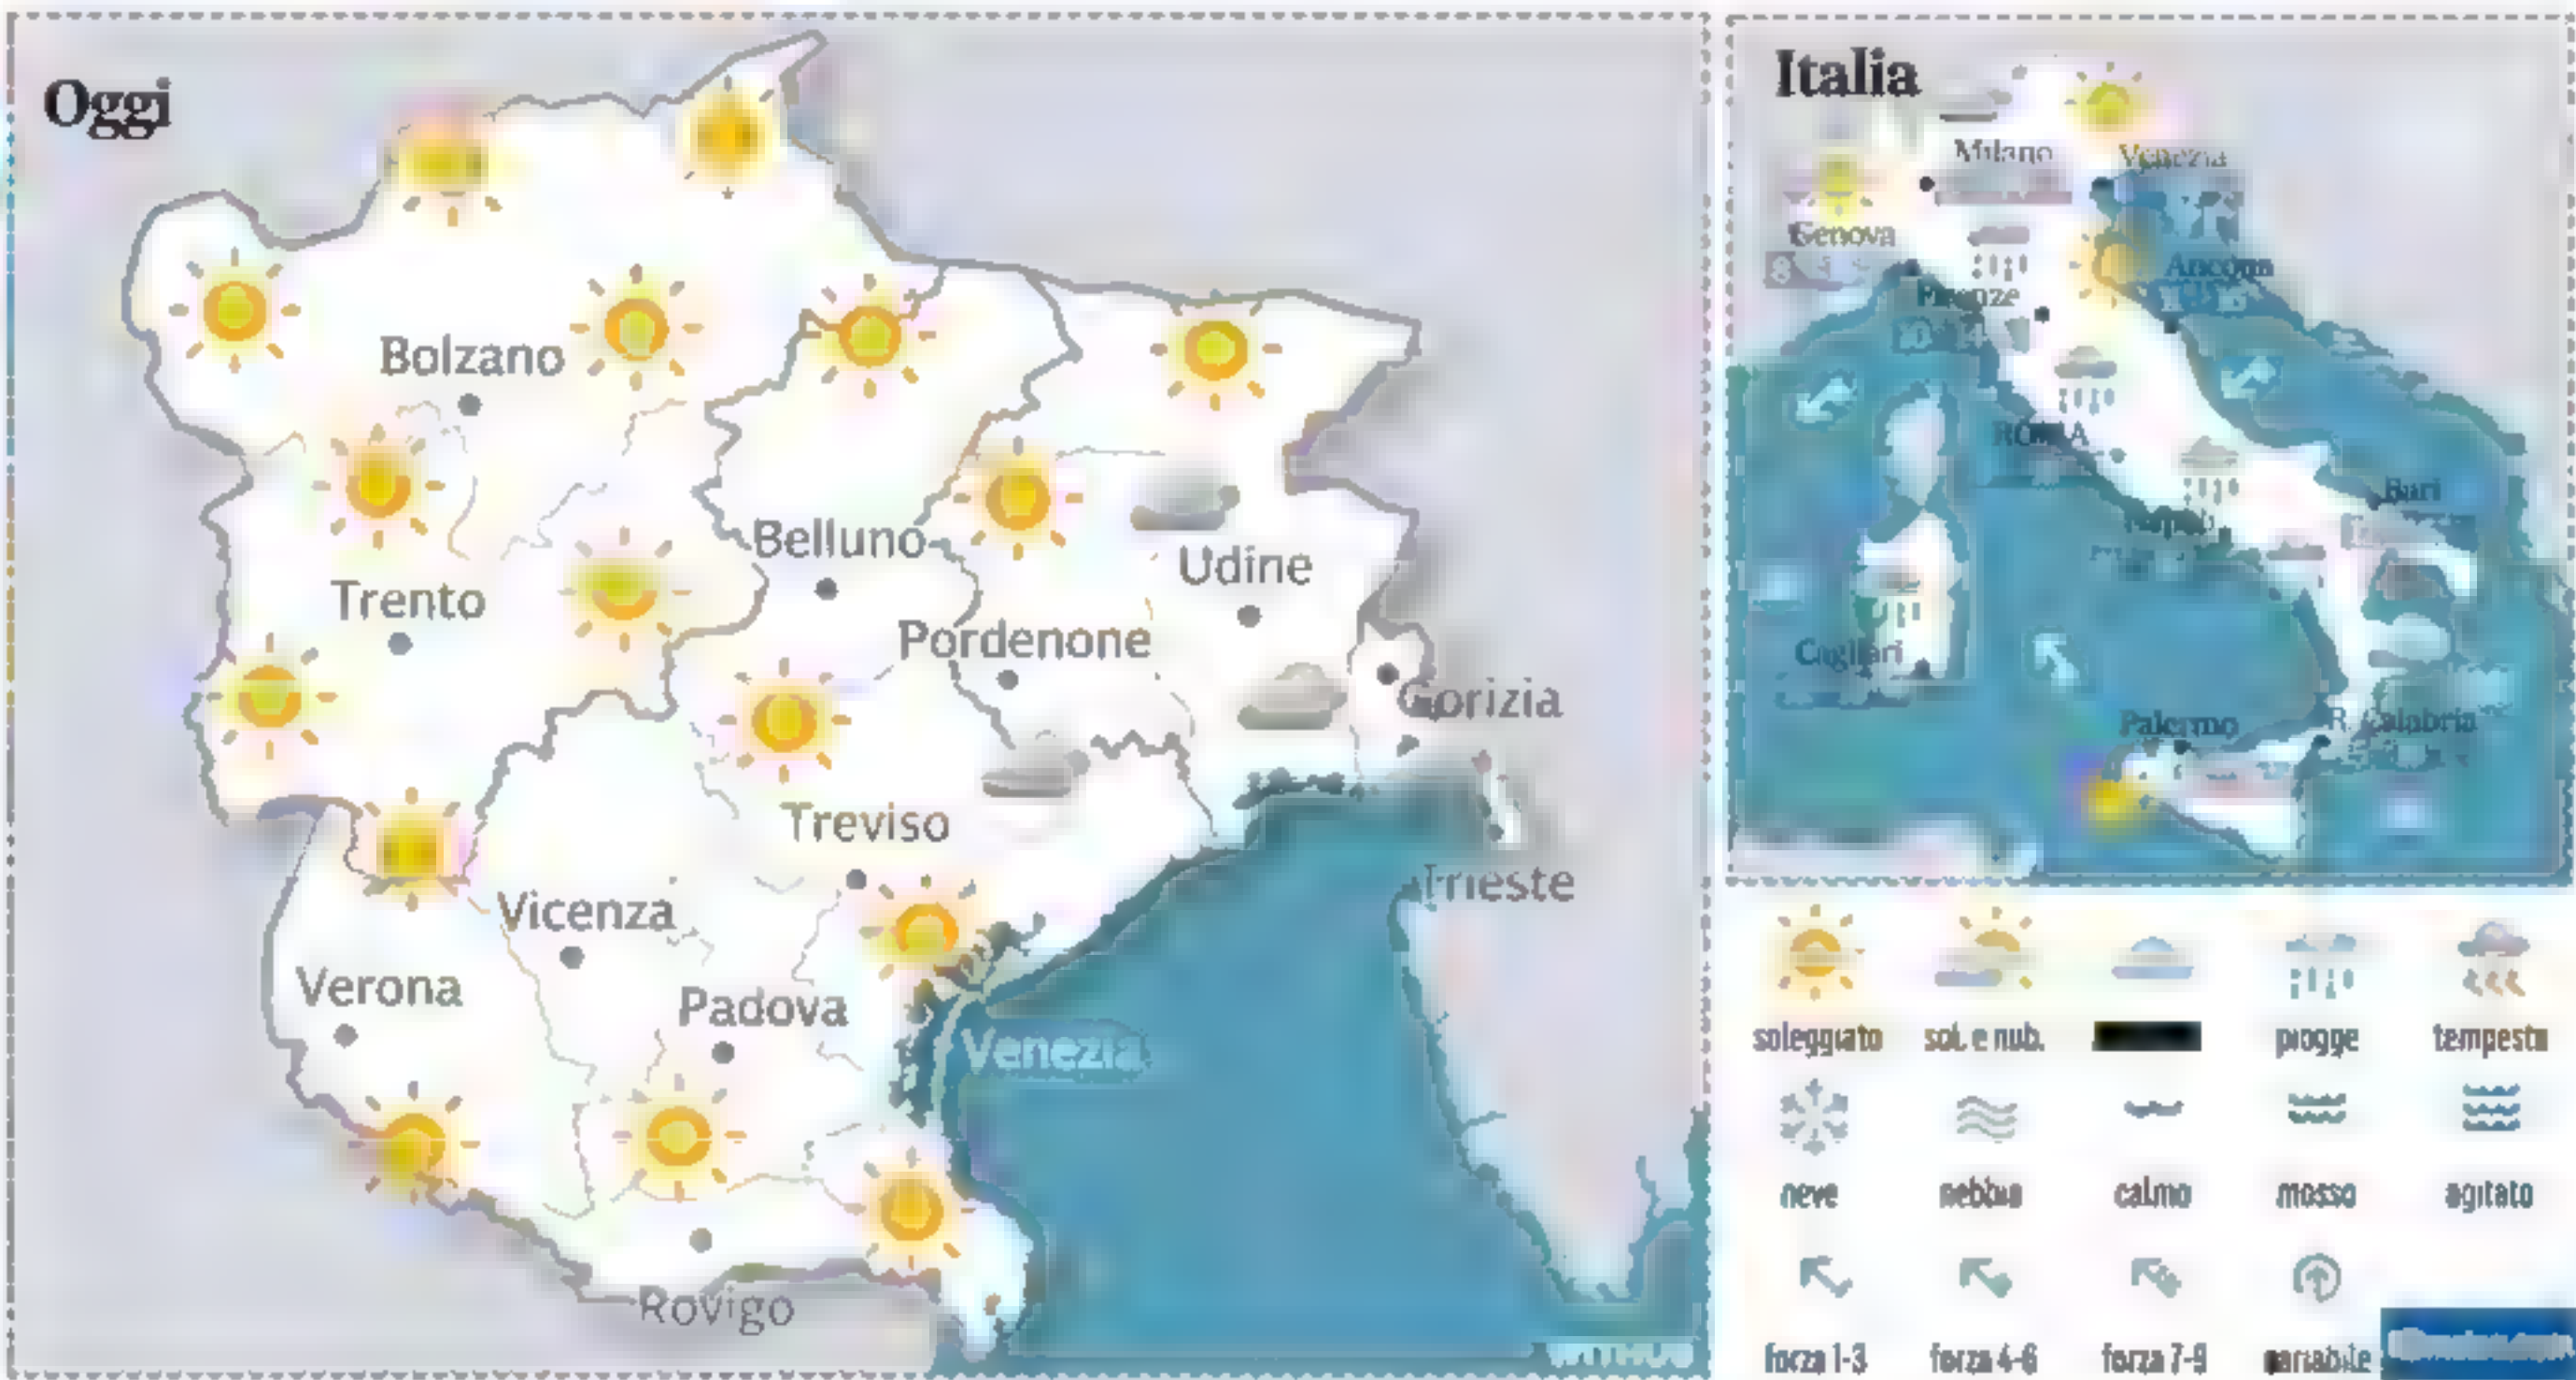 Oggi
Bolzano
Trento
Belluno
Udine
Pordenone
Gorizia
Treviso
Trieste
Vicenza
Verona
Padova
Venezia
Rovigo
Italia
Milano
Venezia
Genova
Ancona
Firenze
ROMA
Bari
Cagliari
Palermo
R. Calabria
soleggiato
sol. e nub.
piogge
tempesta
neve
nebbia
calmo
mosso
agitato
forza 1-3
forza 4-6
forza 7-9
variabile